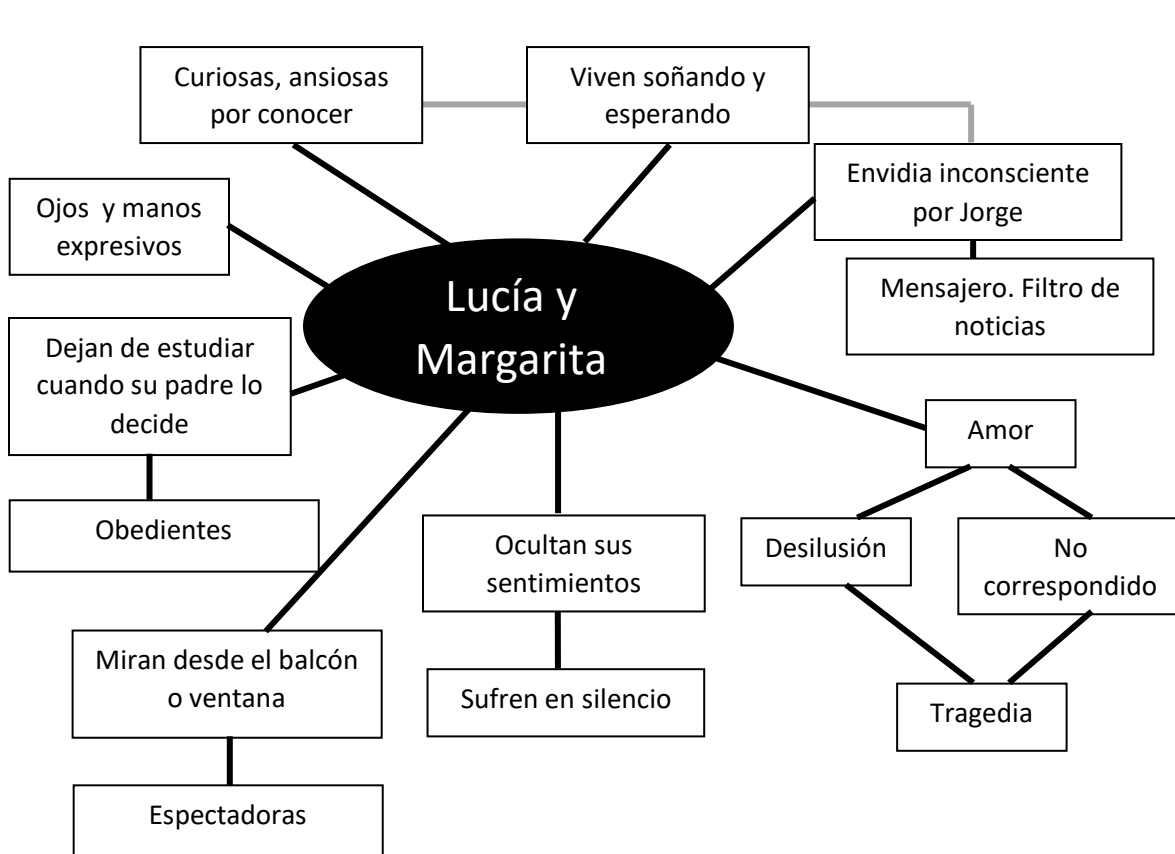 Curiosas, ansiosas
por conocer
Viven soñando y
esperando
Envidia inconsciente
por Jorge
Ojos y manos
expresivos
Mensajero. Filtro de
noticias
Lucía y
Margarita
Dejan de estudiar
cuando su padre lo
decide
Amor
Obedientes
Ocultan sus
sentimientos
Desilusión
No
correspondido
Miran desde el balcón
o ventana
Sufren en silencio
Tragedia
Espectadoras